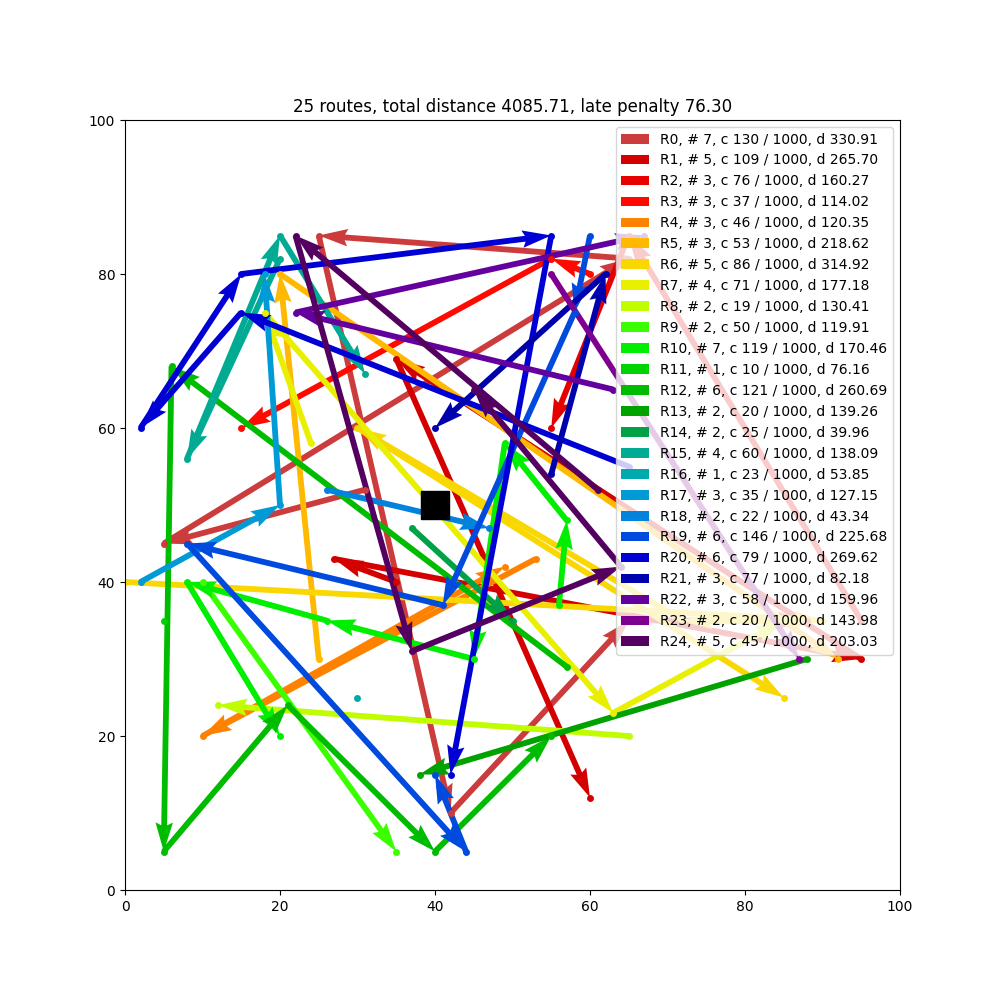 25 routes, total distance 4085.71, late penalty 76.30
R0, # 7, c 130 / 1000, d 330.91
R1, # 5, c 109 / 1000, d 265.70
R2, # 3, c 76 / 1000, d 160.27
R3, # 3, c 37 / 1000, d 114.02
R4, # 3, c 46 / 1000, d 120.35
R5, # 3, c 53 / 1000, d 218.62
R6, # 5, c 86 / 1000, d 314.92
R7, # 4, c 71 / 1000, d 177.18
R8, # 2, c 19 / 1000, d 130.41
R9, # 2, c 50 / 1000, d 119.91
R10, # 7, c 119 / 1000, d 170.46
R11, # 1, c 10 / 1000, d 76.16
R12, # 6, c 121 / 1000, d 260.69
R13, # 2, c 20 / 1000, d 139.26
R14, # 2, c 25 / 1000, d 39.96
R15, # 4, c 60 / 1000, d 138.09
R16, # 1, c 23 / 1000, d 53.85
R17, # 3, c 35 / 1000, d 127.15
R18, # 2, c 22 / 1000, d 43.34
R19, # 6, c 146 / 1000, d 225.68
R20, # 6, c 79 / 1000, d 269.62
R21, # 3, c 77 / 1000, d 82.18
R22, # 3, c 58 / 1000, d 159.96
R23, # 2, c 20 / 1000, d 143.98
R24, # 5, c 45 / 1000, d 203.03
100
80
60
40
20
0
0 20 40 60 80 100